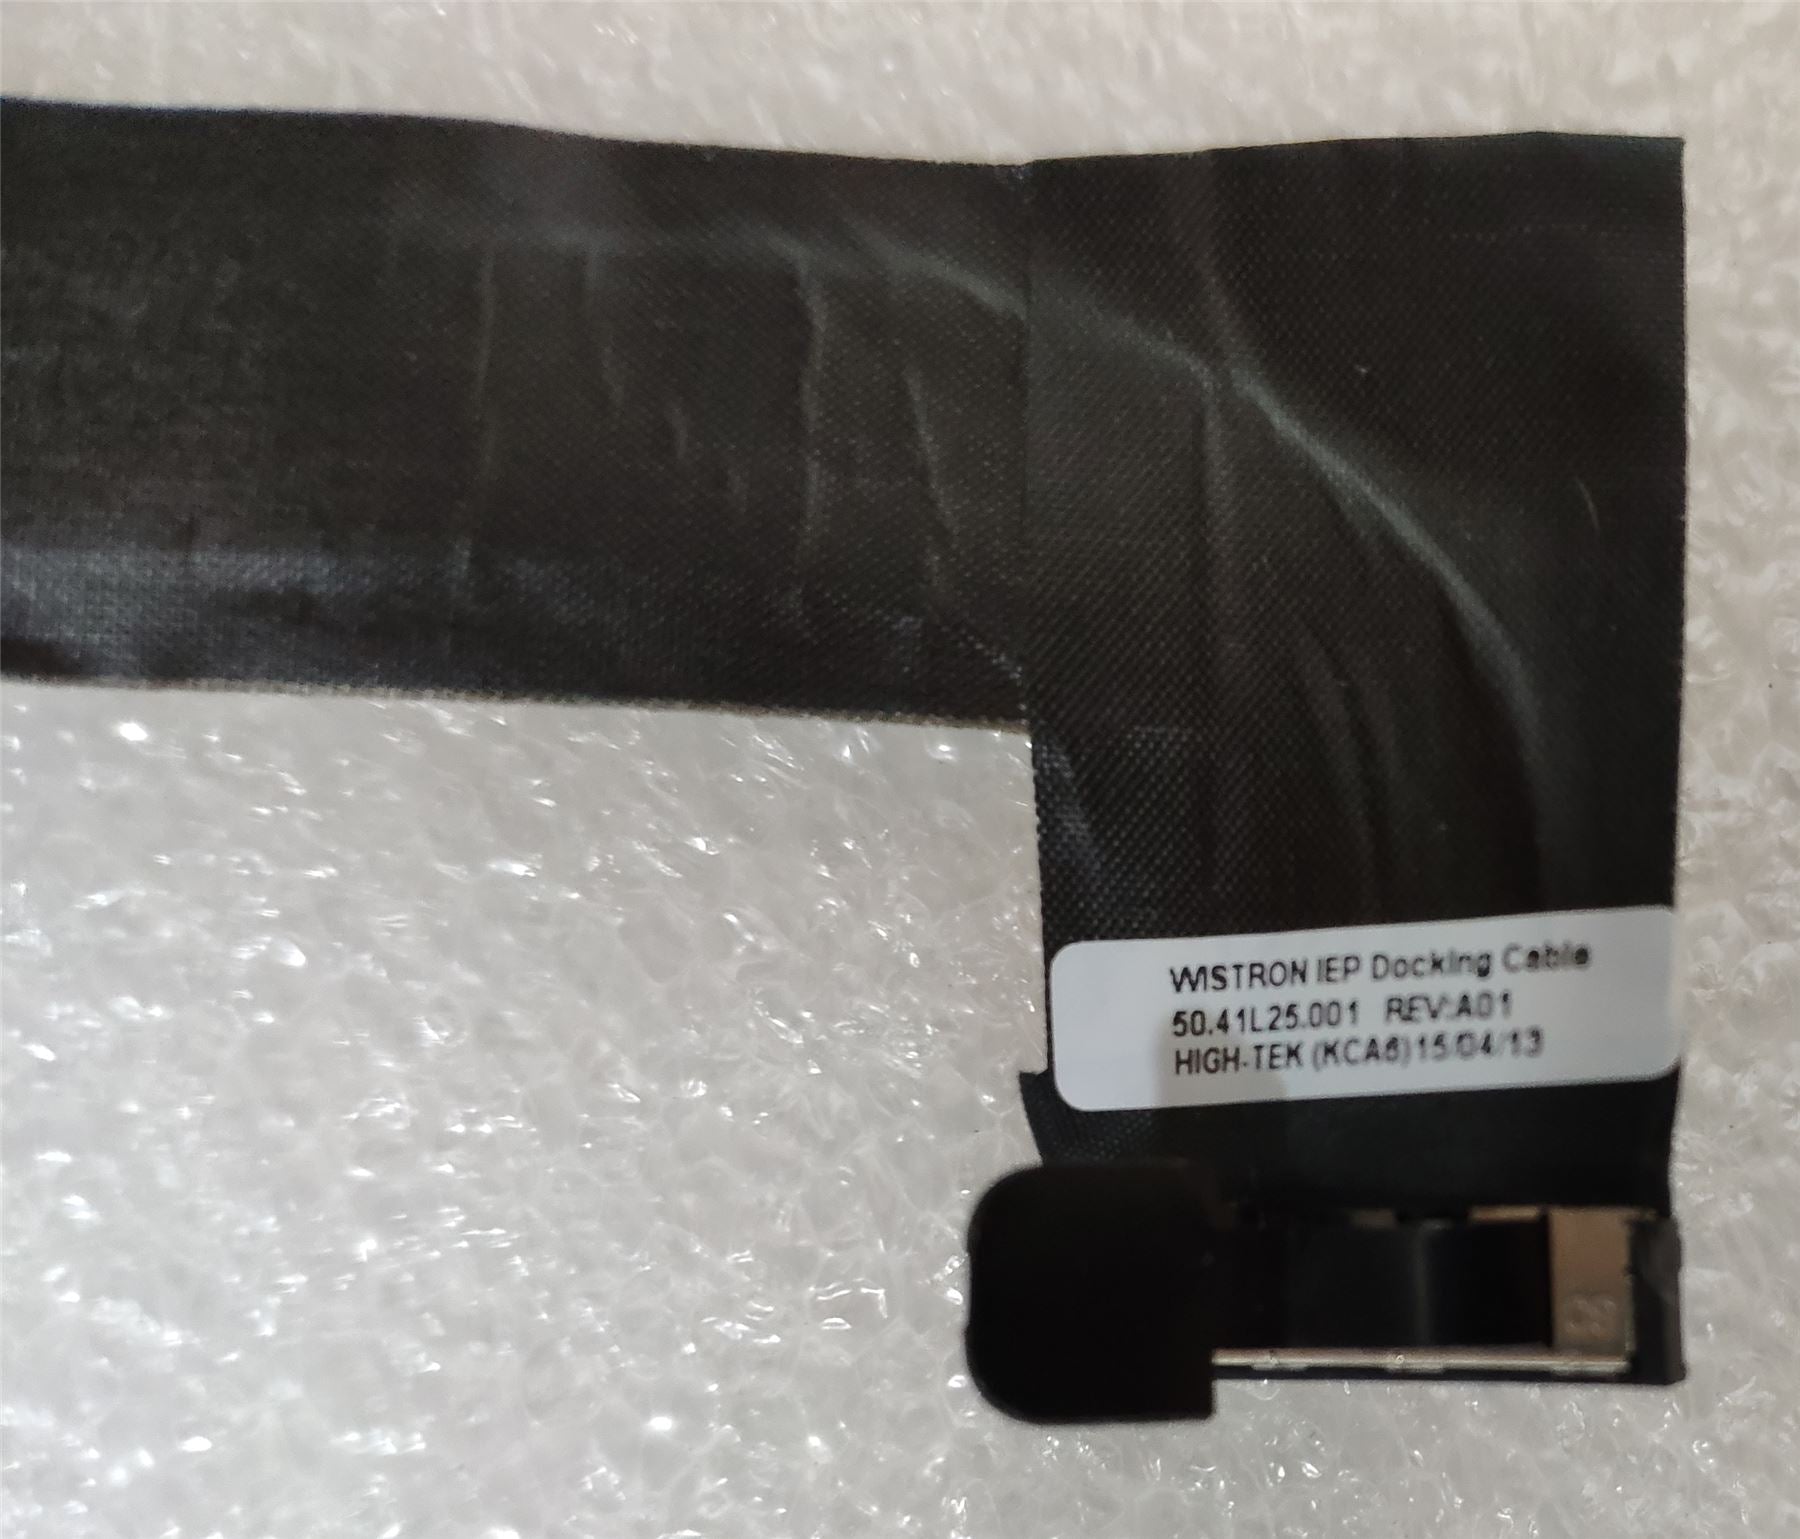 WISTRON IEP Docking Cable
50.41L25.001 REV:A01
HIGH-TEK (KCA6) 15/04/13